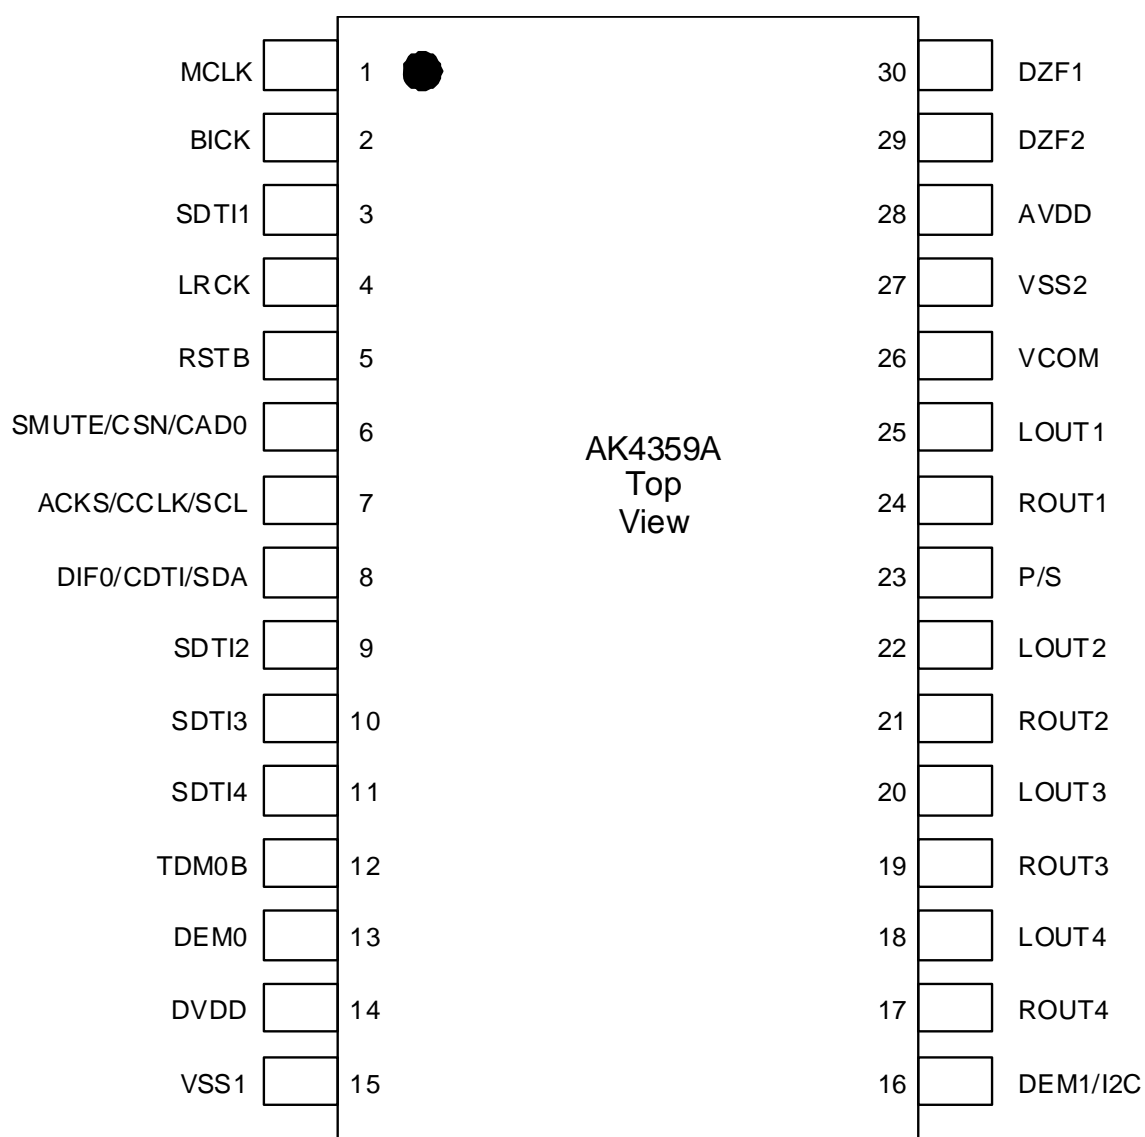 MCLK 1 30 DZF1
BICK 2 29 DZF2
SDTI1 3 28 AVDD
LRCK 4 27 VSS2
RSTB 5 26 VCOM
SMUTE/CSN/CAD0 6 25 LOUT1
AK4359A
Top
View
ACKS/CCLK/SCL 7 24 ROUT1
DIF0/CDTI/SDA 8 23 P/S
SDTI2 9 22 LOUT2
SDTI3 10 21 ROUT2
SDTI4 11 20 LOUT3
TDM0B 12 19 ROUT3
DEM0 13 18 LOUT4
DVDD 14 17 ROUT4
VSS1 15 16 DEM1/I2C